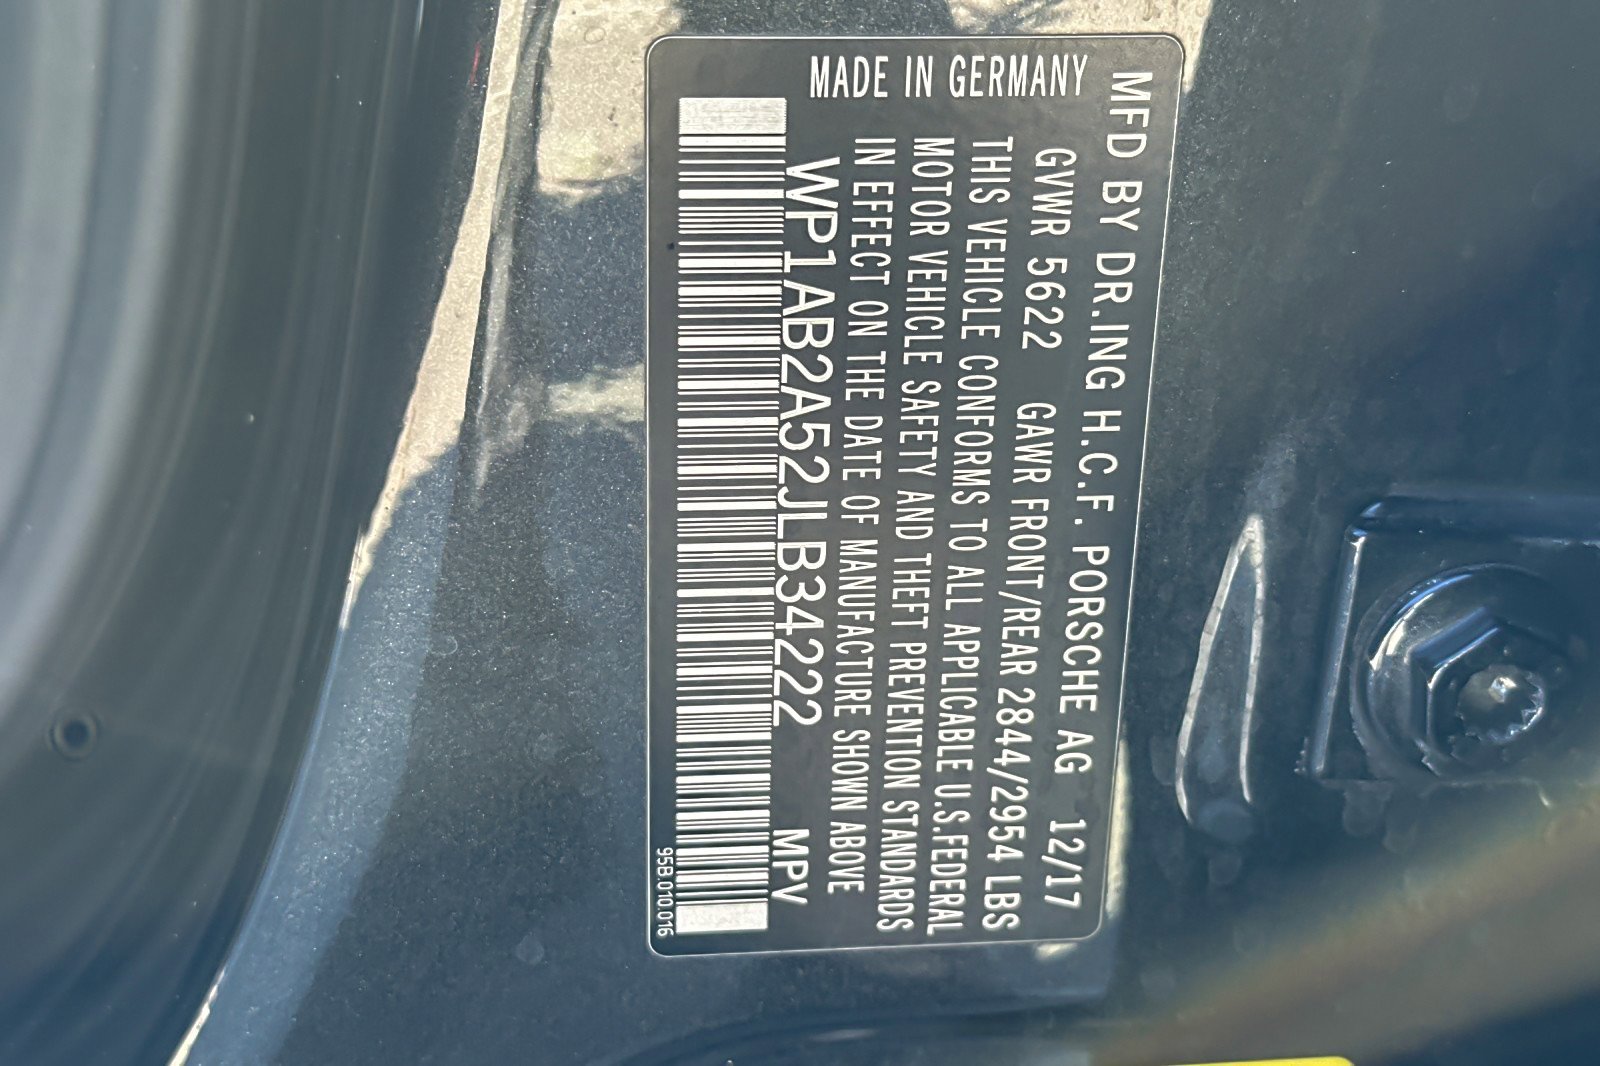 MFD BY DR.ING H.C.F. PORSCHE AG 12/17
GVWR 5622 GAWR FRONT/REAR 2844/2954 LBS
THIS VEHICLE CONFORMS TO ALL APPLICABLE U.S.FEDERAL
MOTOR VEHICLE SAFETY AND THEFT PREVENTION STANDARDS
IN EFFECT ON THE DATE OF MANUFACTURE SHOWN ABOVE
WP1AB2A52JLB34222 MPV
MADE IN GERMANY
95B.010.016